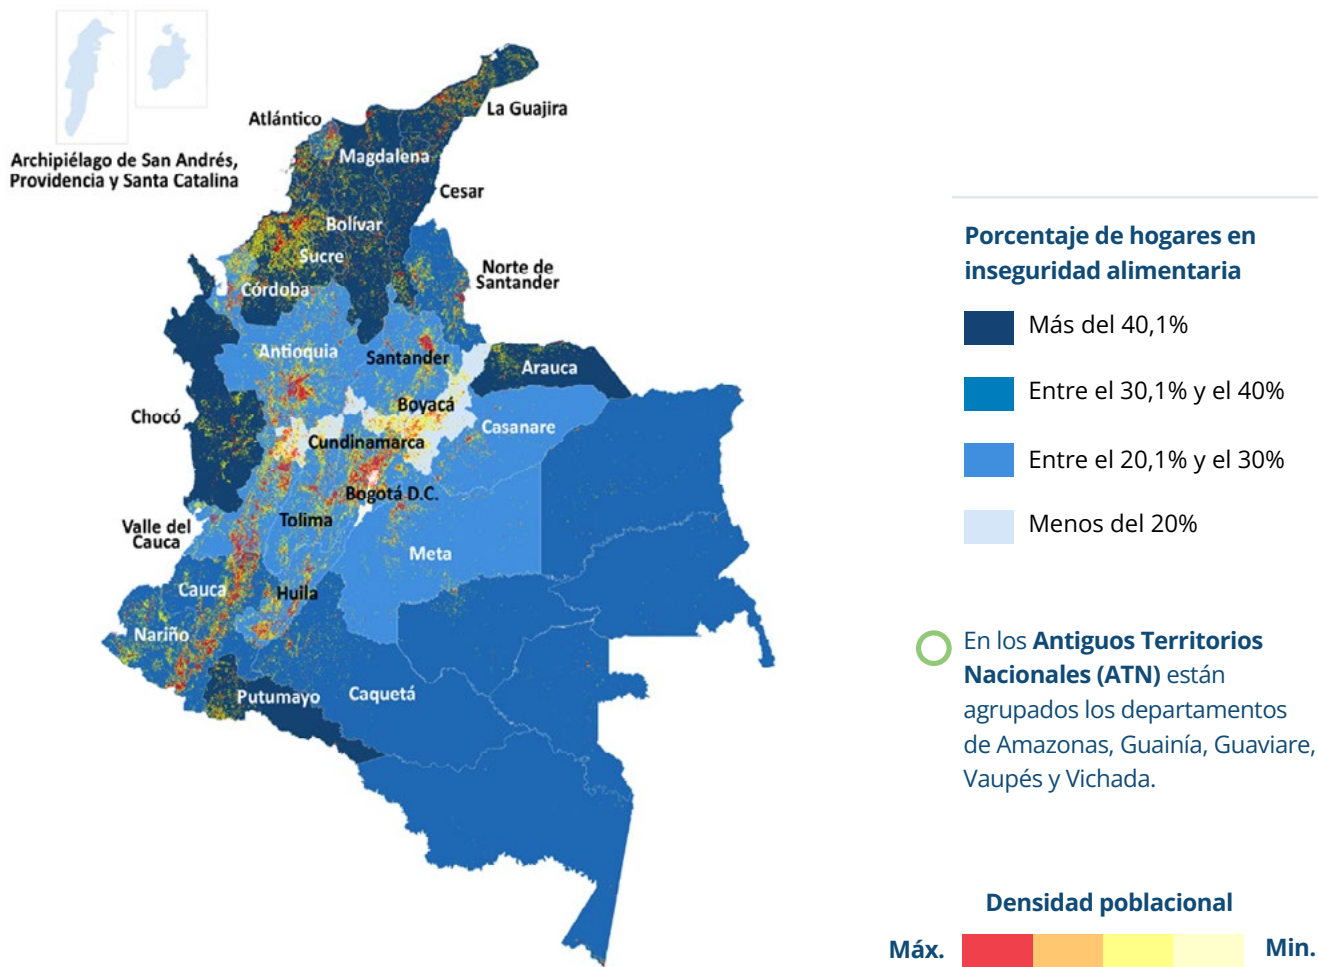 Atlántico
La Guajira
Archipiélago de San Andrés,
Providencia y Santa Catalina
Magdalena
Cesar
Bolívar
Sucre
Norte de
Santander
Córdoba
Antioquia
Santander
Arauca
Chocó
Boyacá
Casanare
Cundinamarca
Bogotá D.C.
Valle del
Cauca
Tolima
Meta
Cauca
Huila
Nariño
Putumayo
Caquetá
Porcentaje de hogares en
inseguridad alimentaria
Más del 40,1%
Entre el 30,1% y el 40%
Entre el 20,1% y el 30%
Menos del 20%
En los Antiguos Territorios
Nacionales (ATN) están
agrupados los departamentos
de Amazonas, Guainía, Guaviare,
Vaupés y Vichada.
Densidad poblacional
Máx. Min.